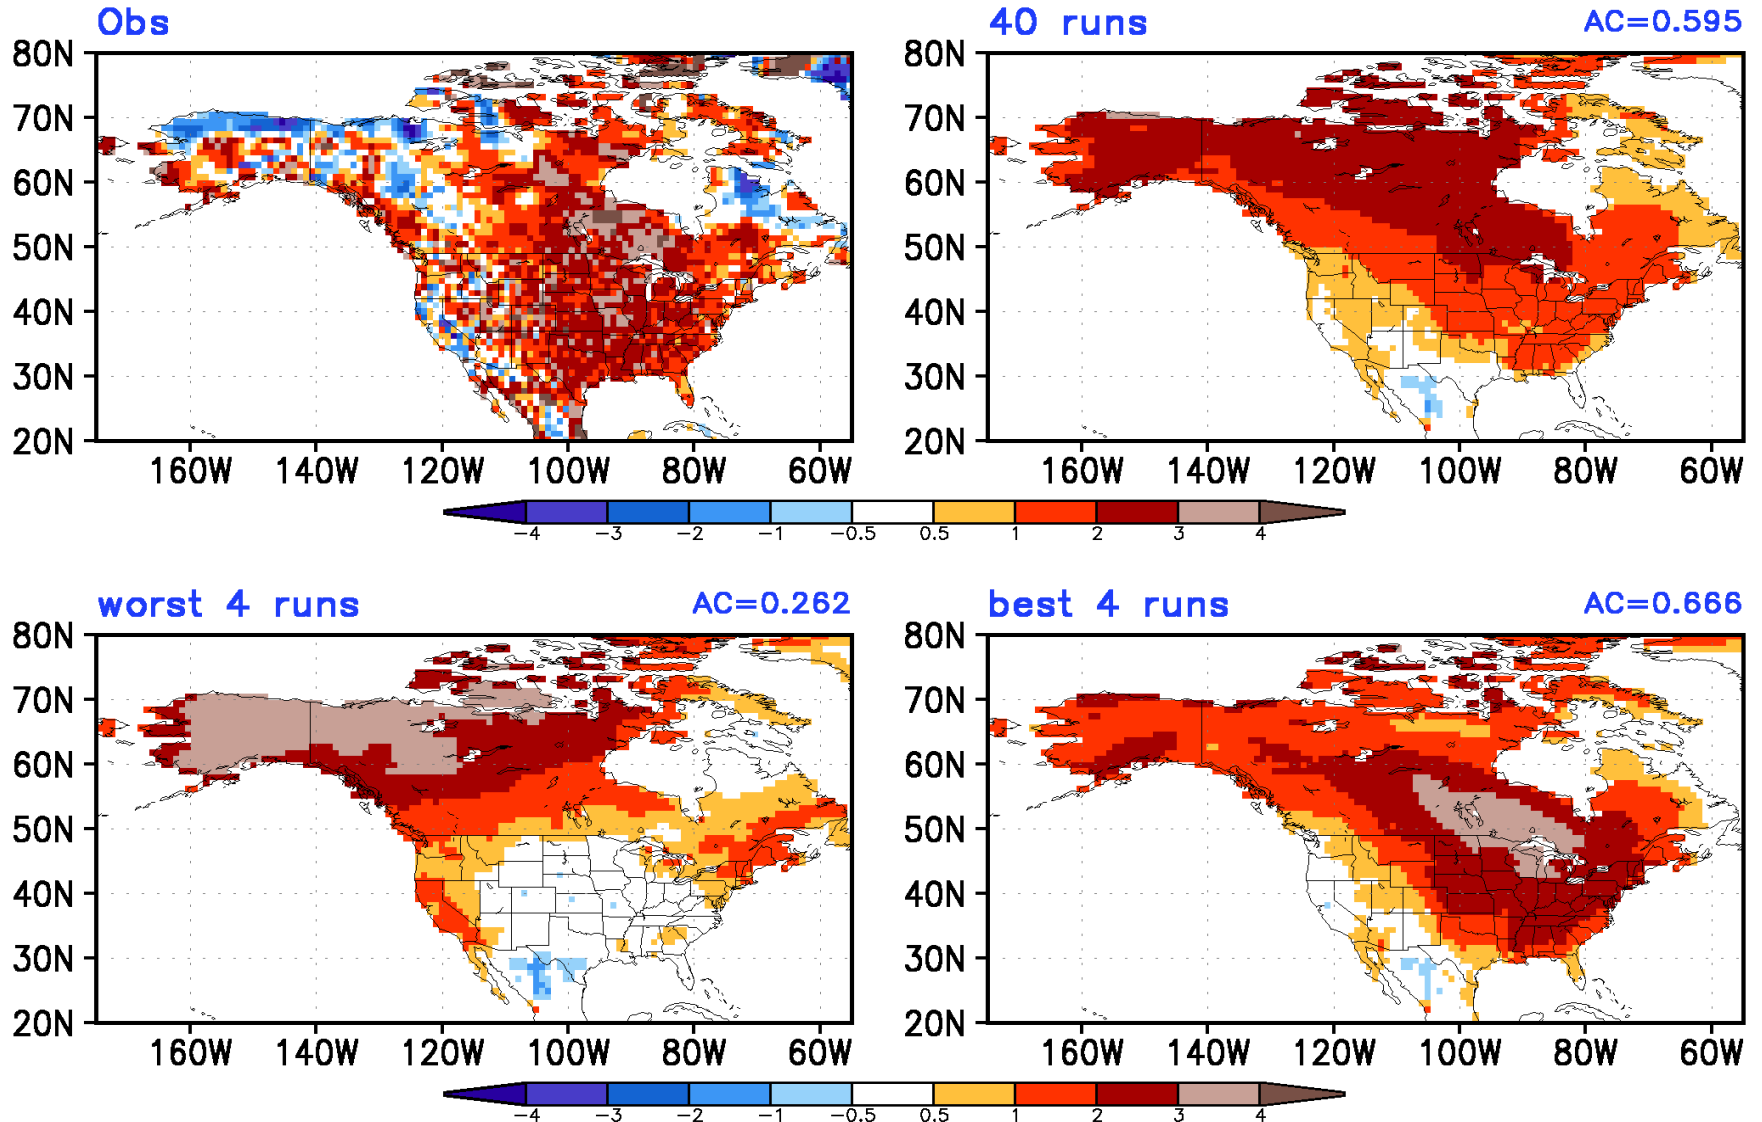 Obs
40 runs AC=0.595
80N 80N
70N 70N
60N 60N
50N 50N
40N 40N
30N 30N
20N 20N
160W 140W 120W 100W 80W 60W 160W 140W 120W 100W 80W 60W
-4 -3 -2 -1 -0.5 0.5 1 2 3 4
worst 4 runs AC=0.262
best 4 runs AC=0.666
80N 80N
70N 70N
60N 60N
50N 50N
40N 40N
30N 30N
20N 20N
160W 140W 120W 100W 80W 60W 160W 140W 120W 100W 80W 60W
-4 -3 -2 -1 -0.5 0.5 1 2 3 4